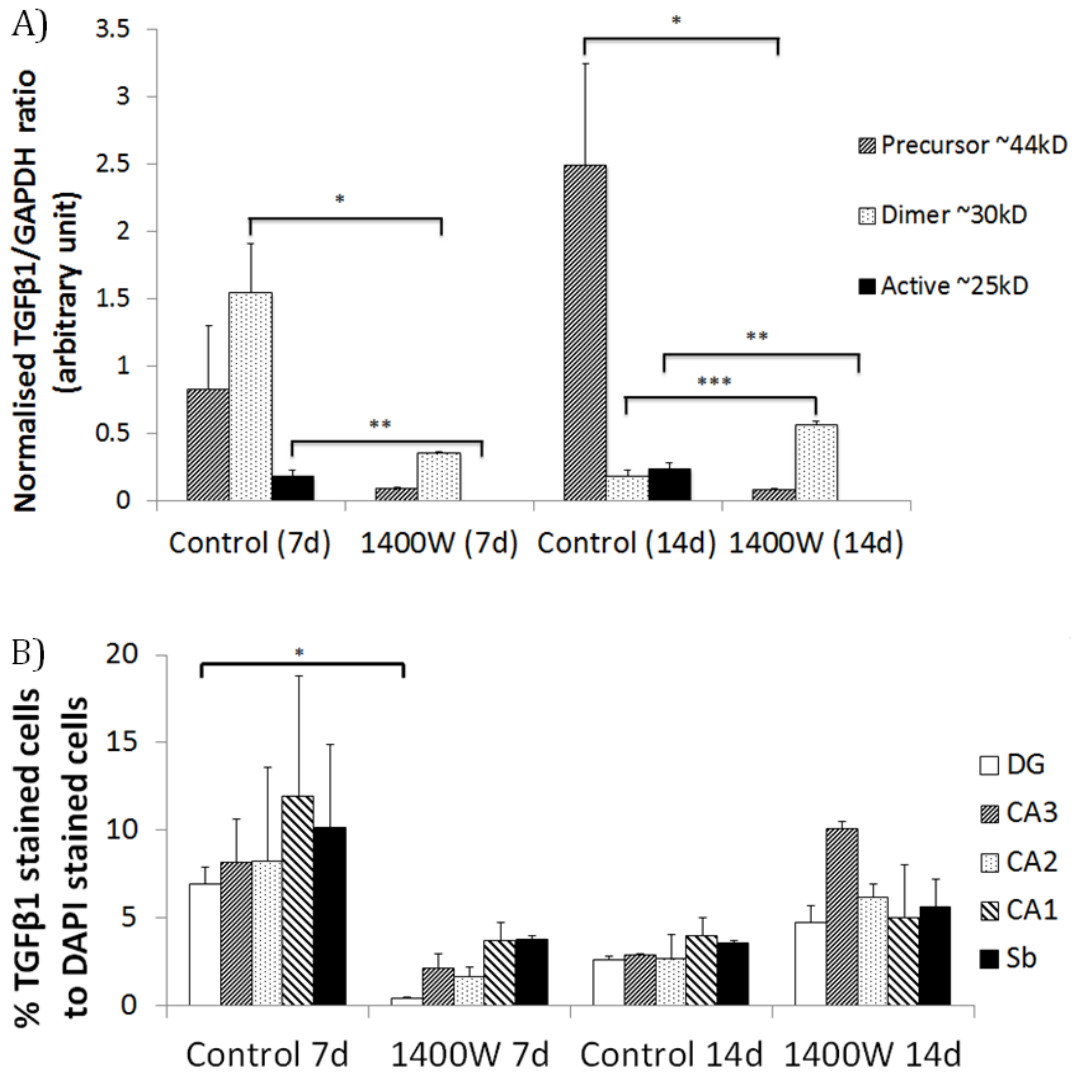 A)
Normalised TGFβ1/GAPDH ratio
(arbitrary unit)
3.5
3
2.5
2
1.5
1
0.5
0
*
**
*
**
***
Precursor ~44kD
Dimer ~30kD
Active ~25kD
Control (7d)
1400W (7d)
Control (14d)
1400W (14d)
B)
% TGFβ1 stained cells
to DAPI stained cells
20
15
10
5
0
*
DG
CA3
CA2
CA1
Sb
Control 7d
1400W 7d
Control 14d
1400W 14d